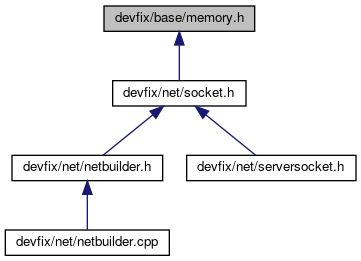 devfix/base/memory.h
devfix/net/socket.h
devfix/net/netbuilder.h
devfix/net/serversocket.h
devfix/net/netbuilder.cpp